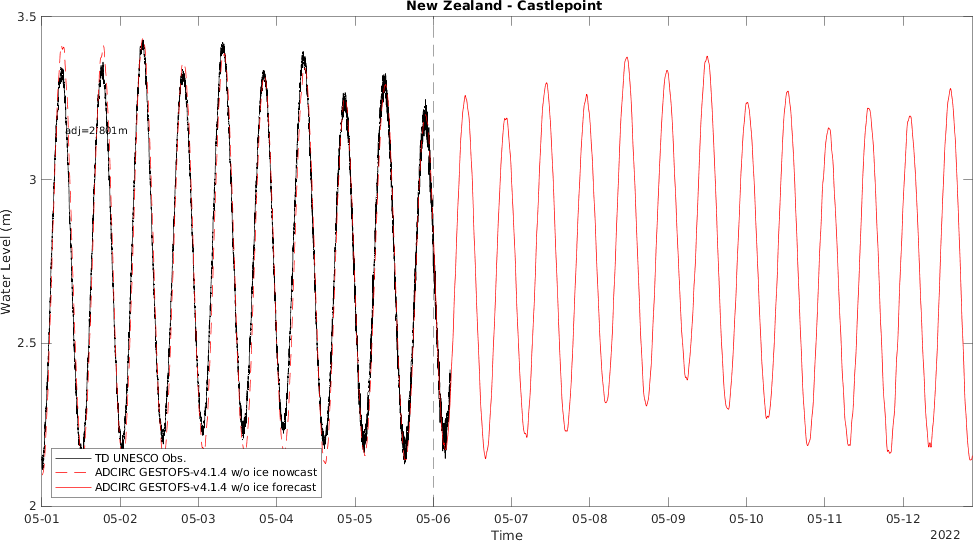 New Zealand - Castlepoint
3.5
3
2.5
2
Water Level (m)
adj=2.801m
TD UNESCO Obs.
ADCIRC GESTOFS-v4.1.4 w/o ice nowcast
ADCIRC GESTOFS-v4.1.4 w/o ice forecast
05-01 05-02 05-03 05-04 05-05 05-06 05-07 05-08 05-09 05-10 05-11 05-12
Time
2022